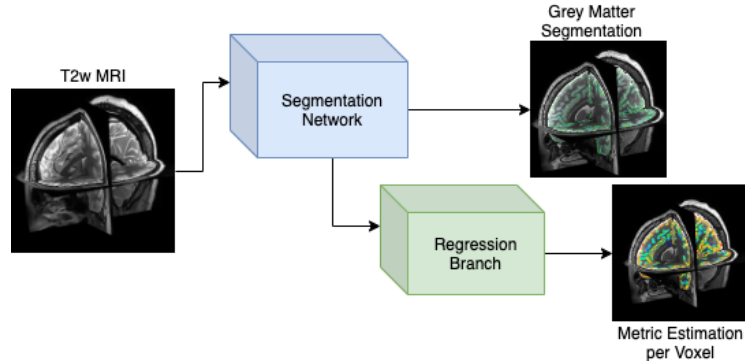 T2w MRI
Segmentation
Network
Grey Matter
Segmentation
Regression
Branch
Metric Estimation
per Voxel